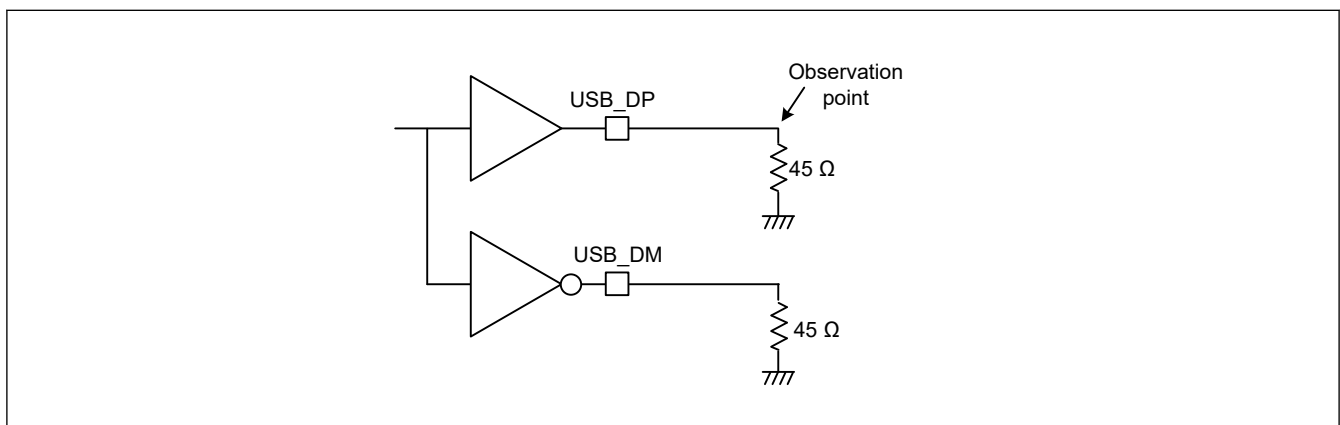 Observation
point
USB_DP
45 Ω
USB_DM
45 Ω